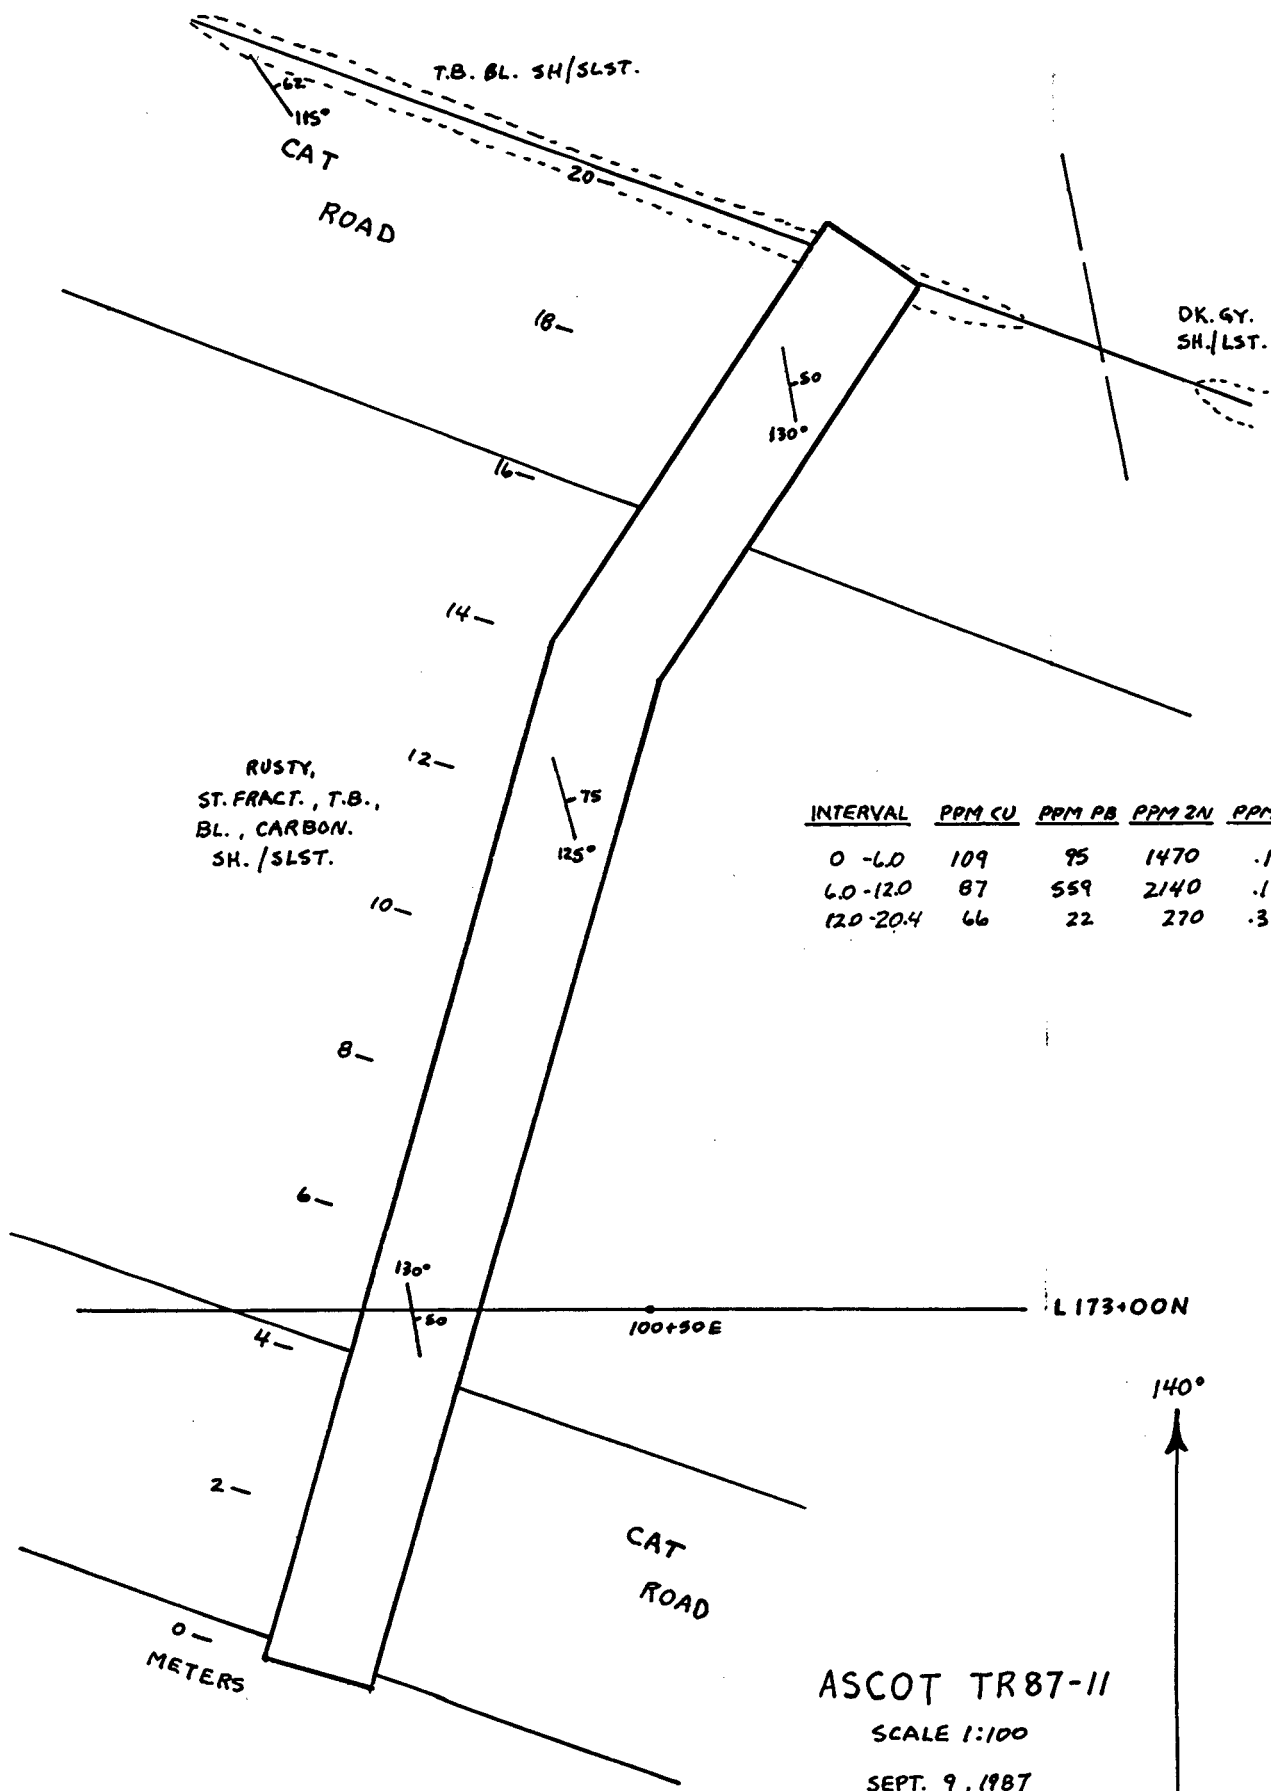 T.B. BL. SH/SLST.
62
115°
CAT
ROAD
20
18
DK. GY.
SH./LST.
50
130°
16
14
12
RUSTY,
ST. FRACT., T.B.,
BL., CARBON.
SH./SLST.
75
125°
INTERVAL PPM CU PPM PB PPM ZN PPM
0 -6.0 109 95 1470 .1
6.0 -12.0 87 559 2140 .1
12.0 -20.4 66 22 270 .3
10
8
6
130°
50
L173+00N
100+50E
4
140°
2
CAT
ROAD
0
METERS
ASCOT TR87-11
SCALE 1:100
SEPT. 9, 1987